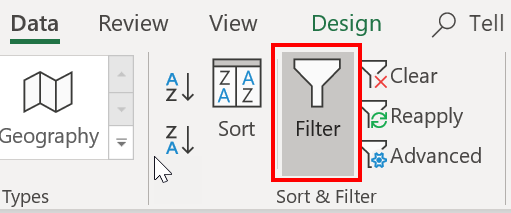 Data Review View Design Tell
Geography
A Z
Z A
Z A A Z
Sort
Filter
Clear
Reapply
Advanced
Types Sort & Filter